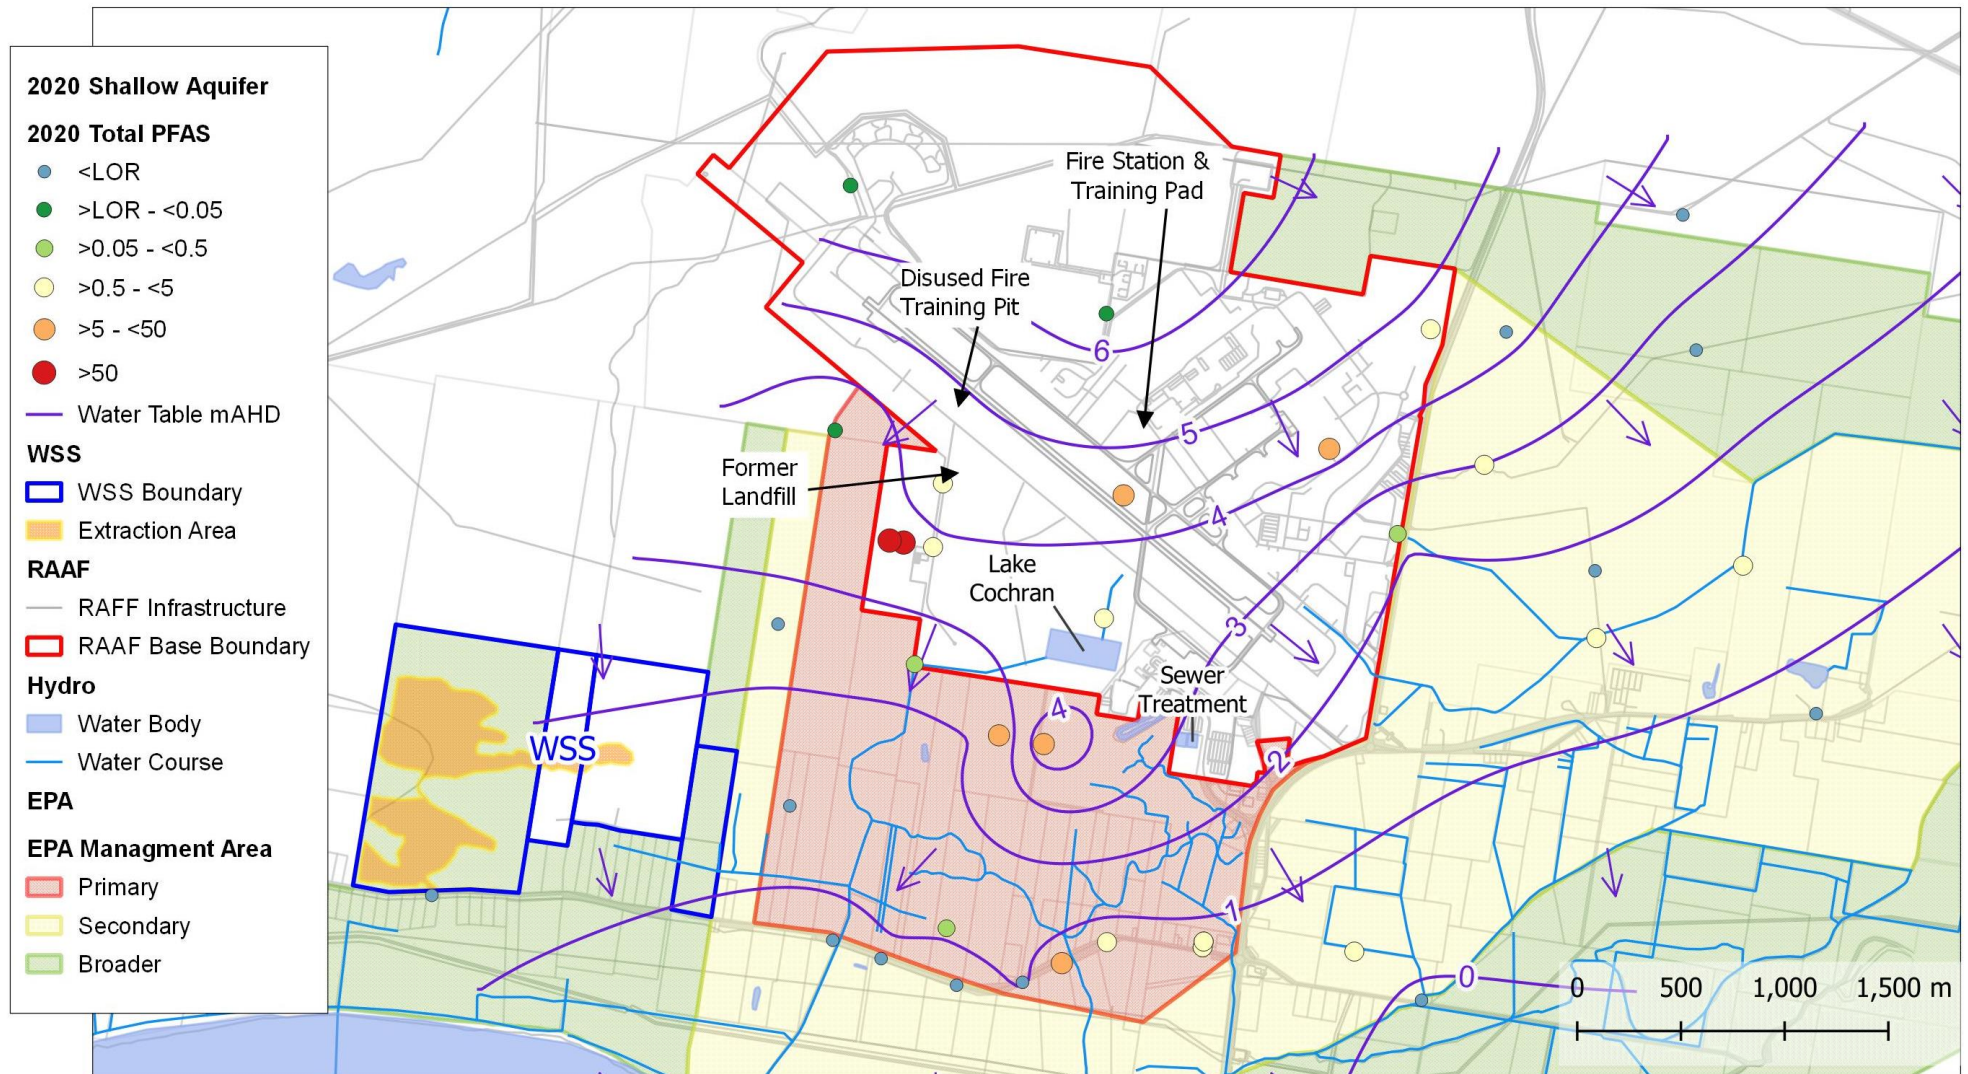 2020 Shallow Aquifer
2020 Total PFAS
<LOR
>LOR - <0.05
>0.05 - <0.5
>0.5 - <5
>5 - <50
>50
Water Table mAHD
WSS
WSS Boundary
Extraction Area
RAAF
RAFF Infrastructure
RAAF Base Boundary
Hydro
Water Body
Water Course
EPA
EPA Managment Area
Primary
Secondary
Broader
Fire Station &
Training Pad
Disused Fire
Training Pit
6
5
Former
Landfill
4
Lake
Cochran
3
Sewer
Treatment
4
WSS
2
1
0
0 500 1,000 1,500 m